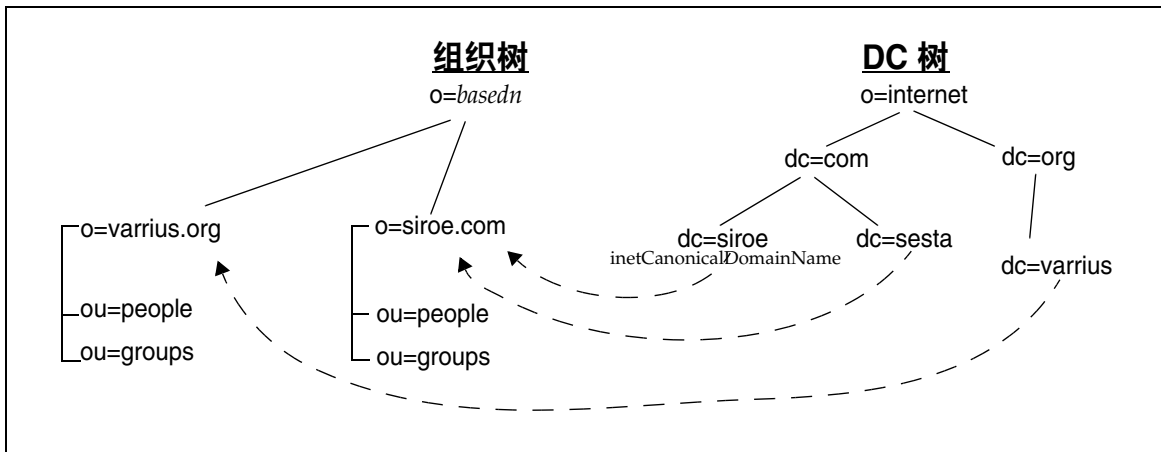 组织树
o=basedn
o=varrius.org
ou=people
ou=groups
o=siroe.com
ou=people
ou=groups
DC 树
o=internet
dc=com
dc=org
dc=siroe
inetCanonicalDomainName
dc=sesta
dc=varrius